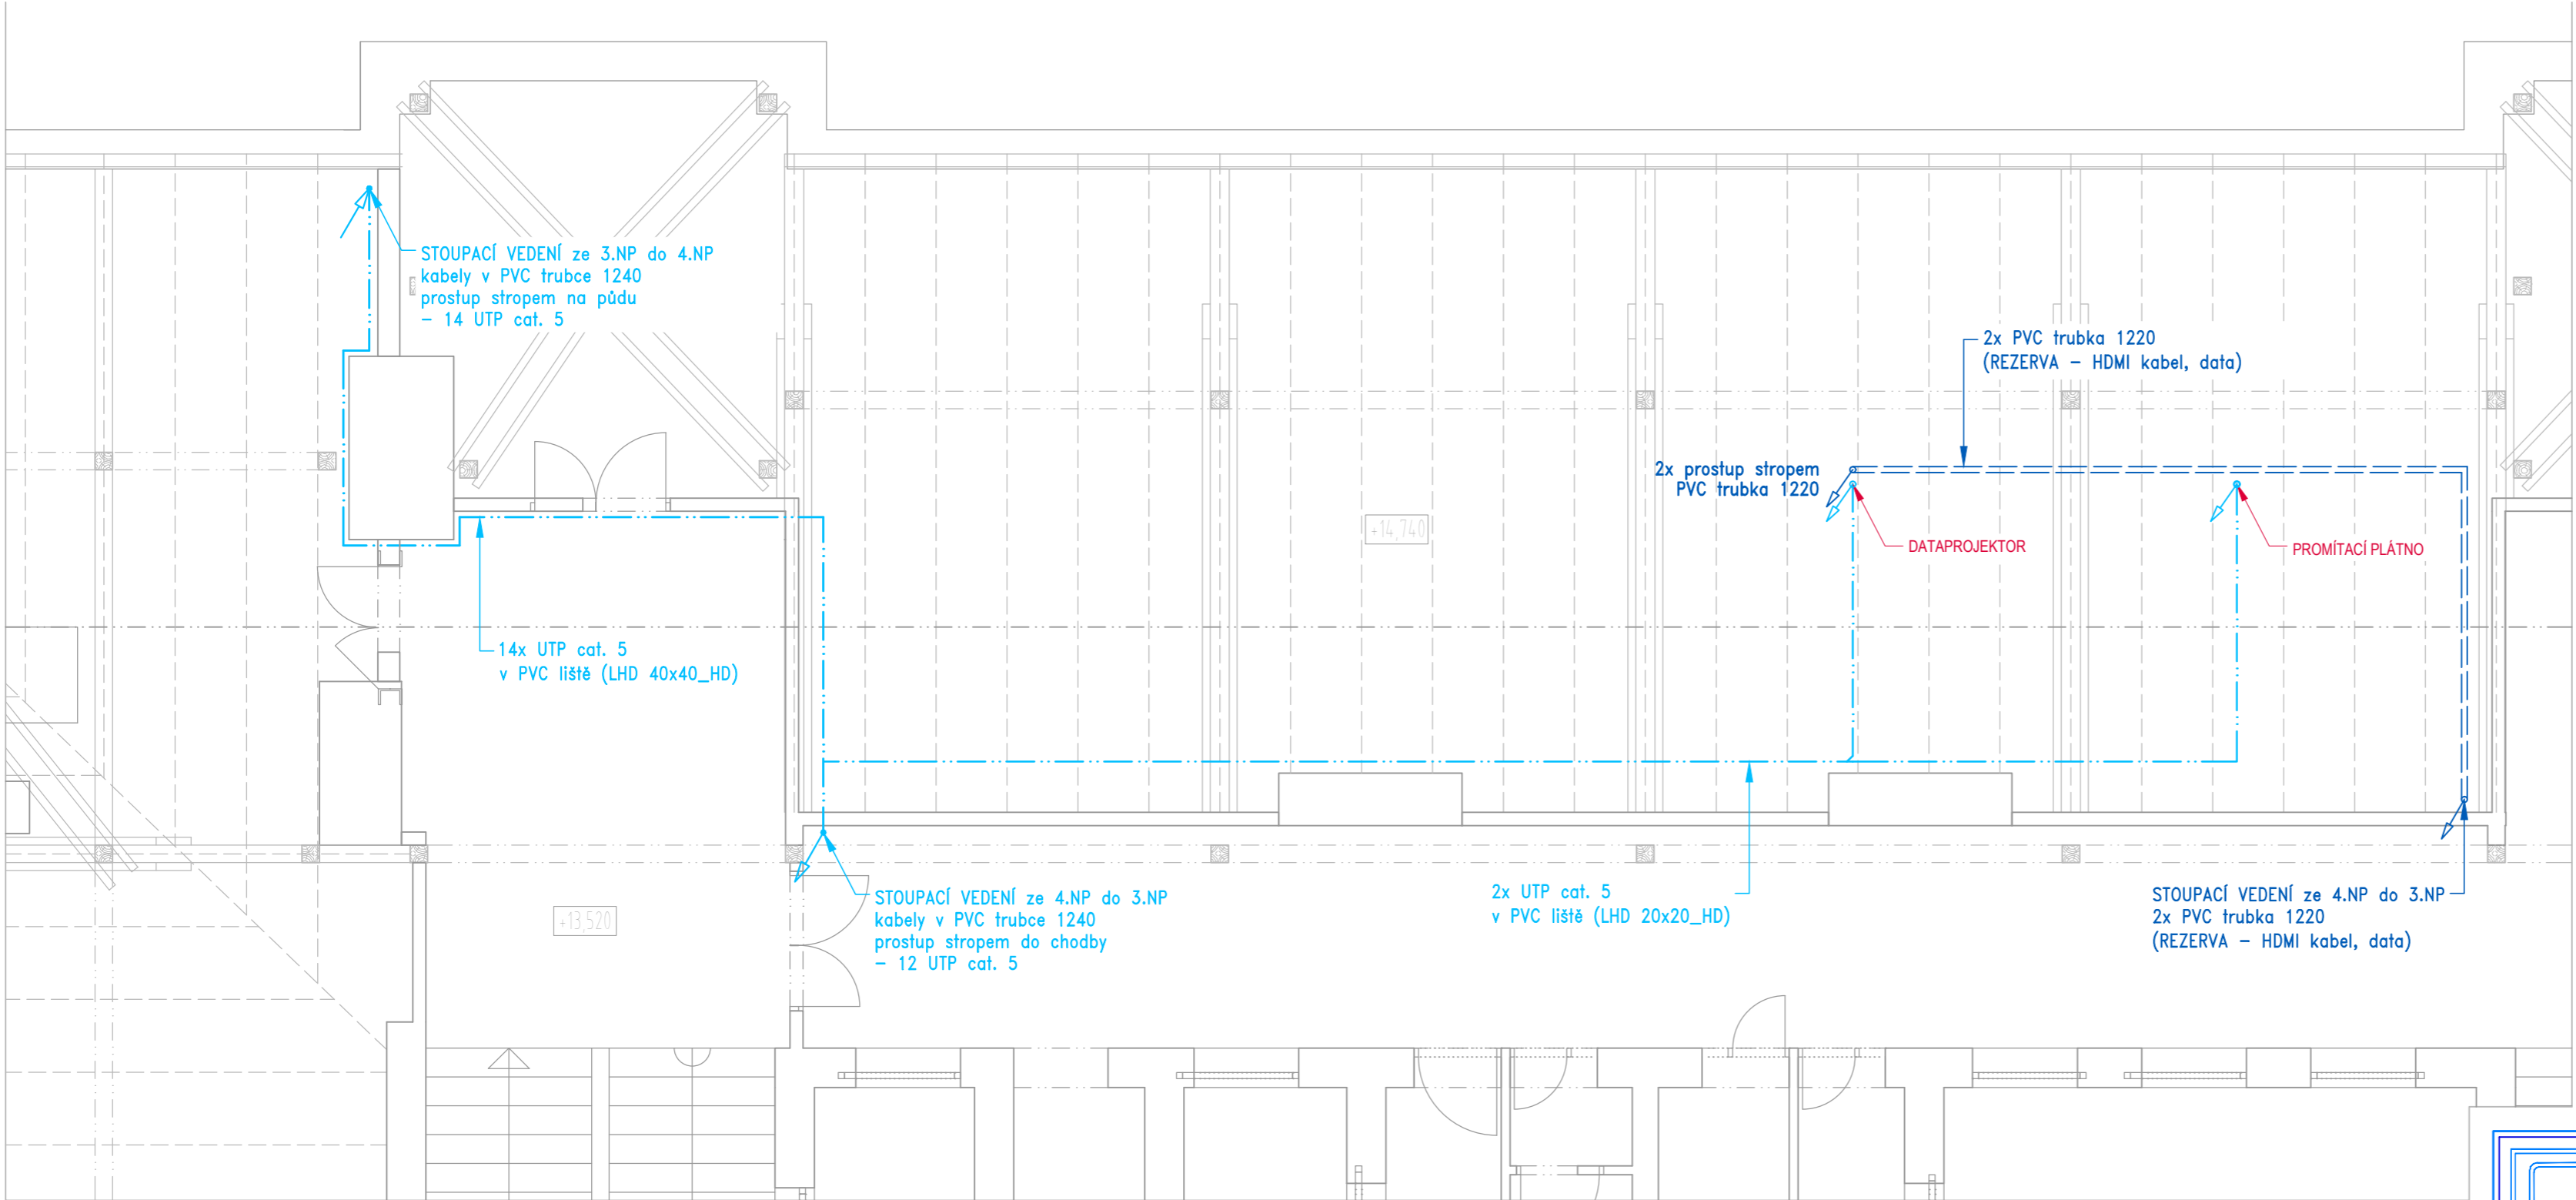 STOUPACÍ VEDENÍ ze 3.NP do 4.NP
kabely v PVC trubce 1240
prostup stropem na půdu
– 14 UTP cat. 5
2x PVC trubka 1220
(REZERVA – HDMI kabel, data)
2x prostup stropem
PVC trubka 1220
+14,740
DATAPROJEKTOR
PROMÍTACÍ PLÁTNO
14x UTP cat. 5
v PVC liště (LHD 40x40_HD)
+13,520
STOUPACÍ VEDENÍ ze 4.NP do 3.NP
kabely v PVC trubce 1240
prostup stropem do chodby
– 12 UTP cat. 5
2x UTP cat. 5
v PVC liště (LHD 20x20_HD)
STOUPACÍ VEDENÍ ze 4.NP do 3.NP
2x PVC trubka 1220
(REZERVA – HDMI kabel, data)